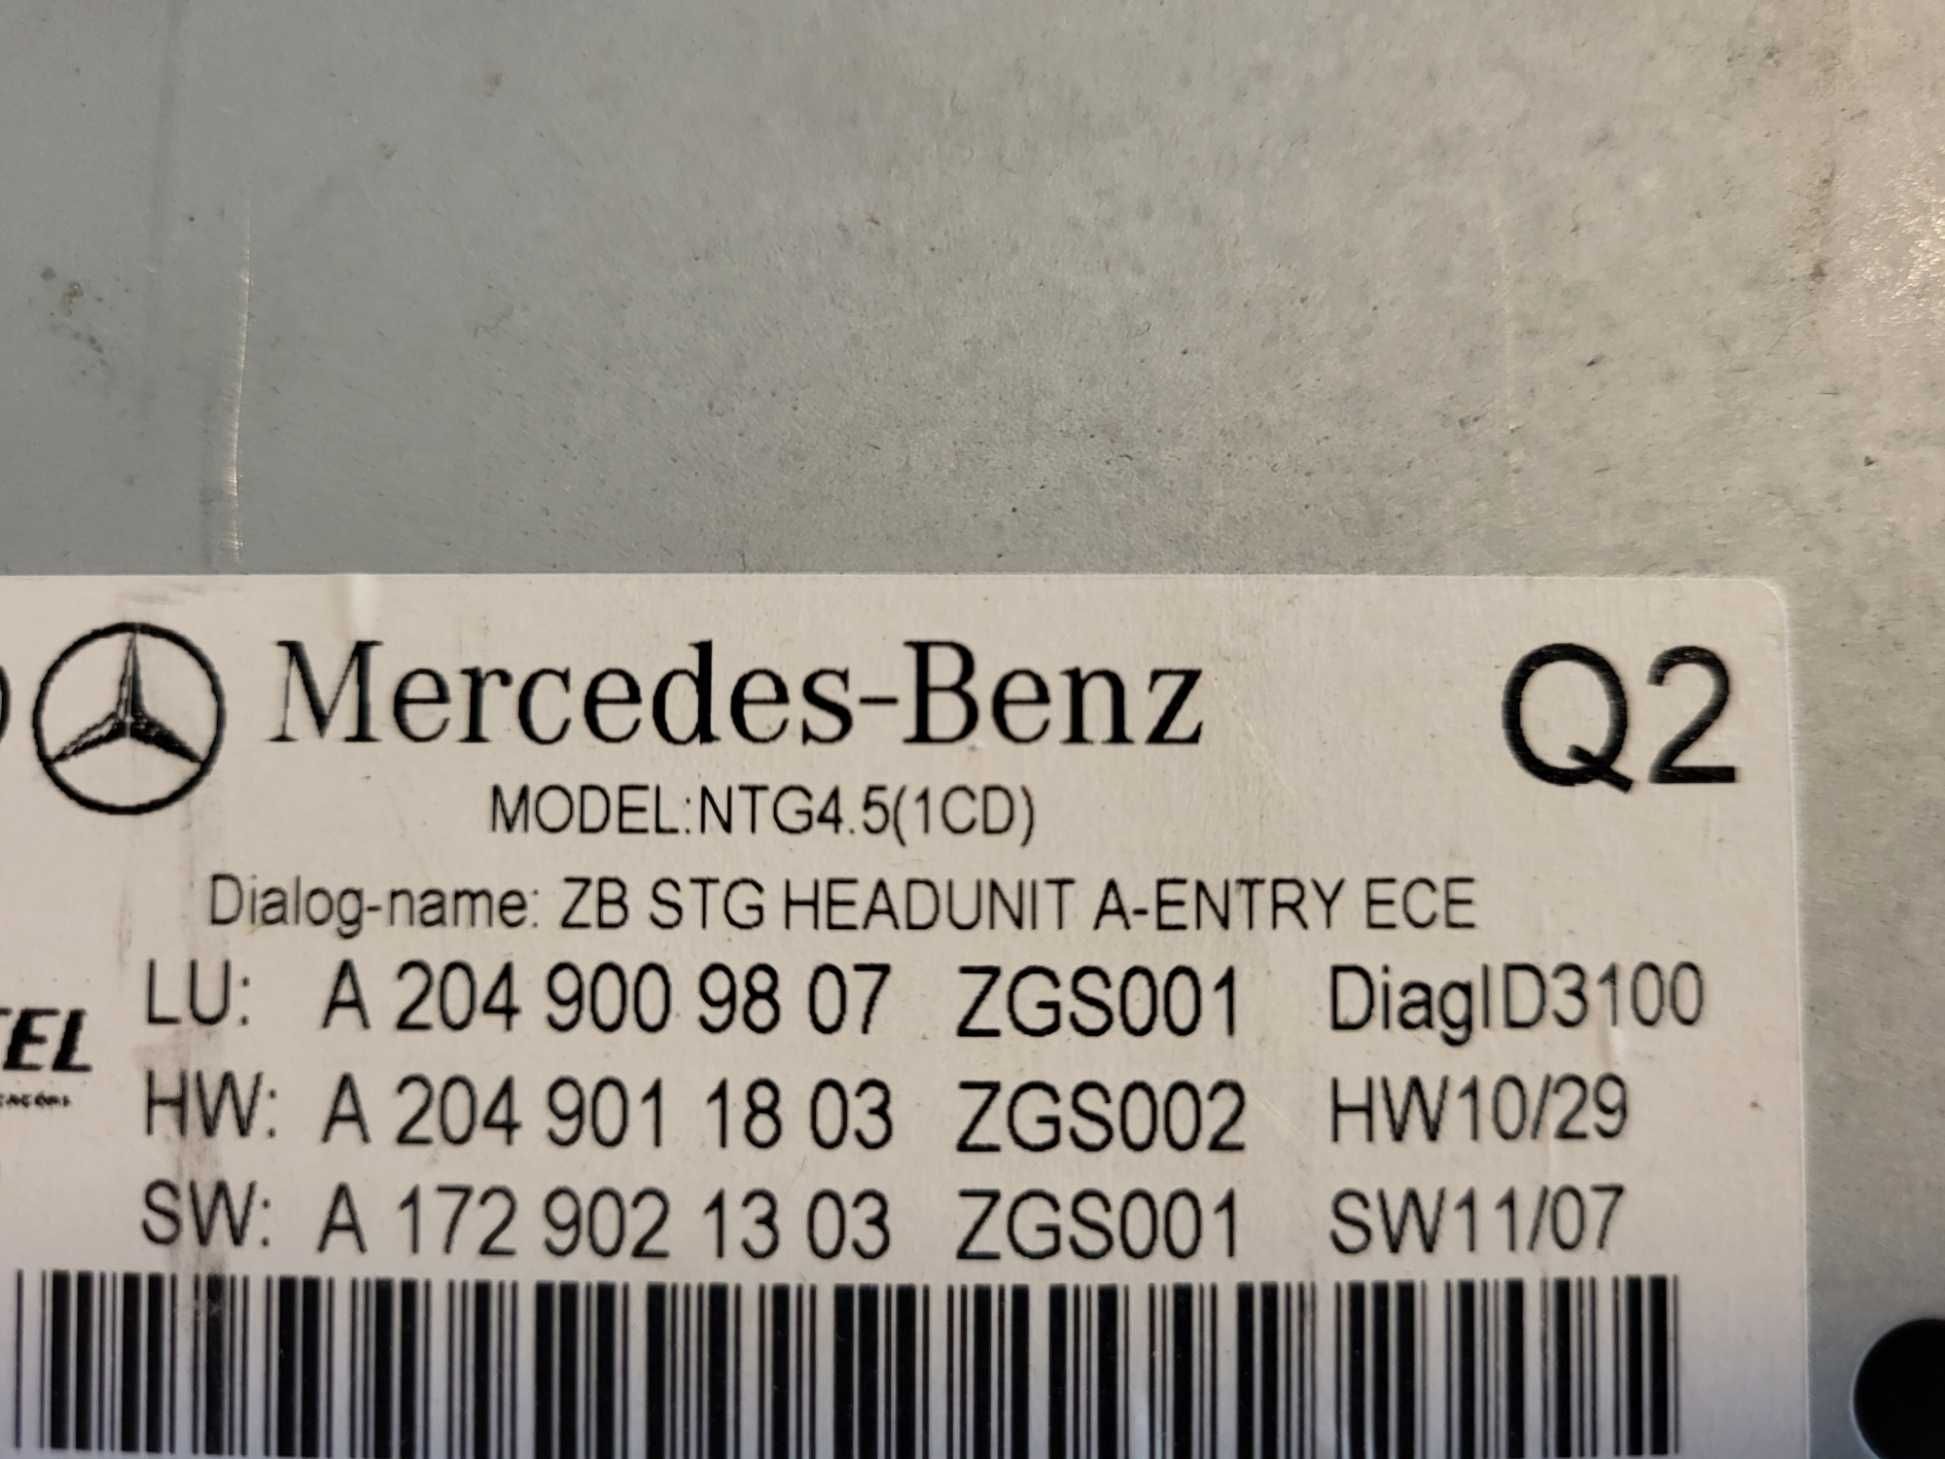 Mercedes-Benz Q2
MODEL:NTG4.5(1CD)
Dialog-name: ZB STG HEADUNIT A-ENTRY ECE
LU: A 204 900 98 07 ZGS001 DiagID3100
HW: A 204 901 18 03 ZGS002 HW10/29
SW: A 172 902 13 03 ZGS001 SW11/07